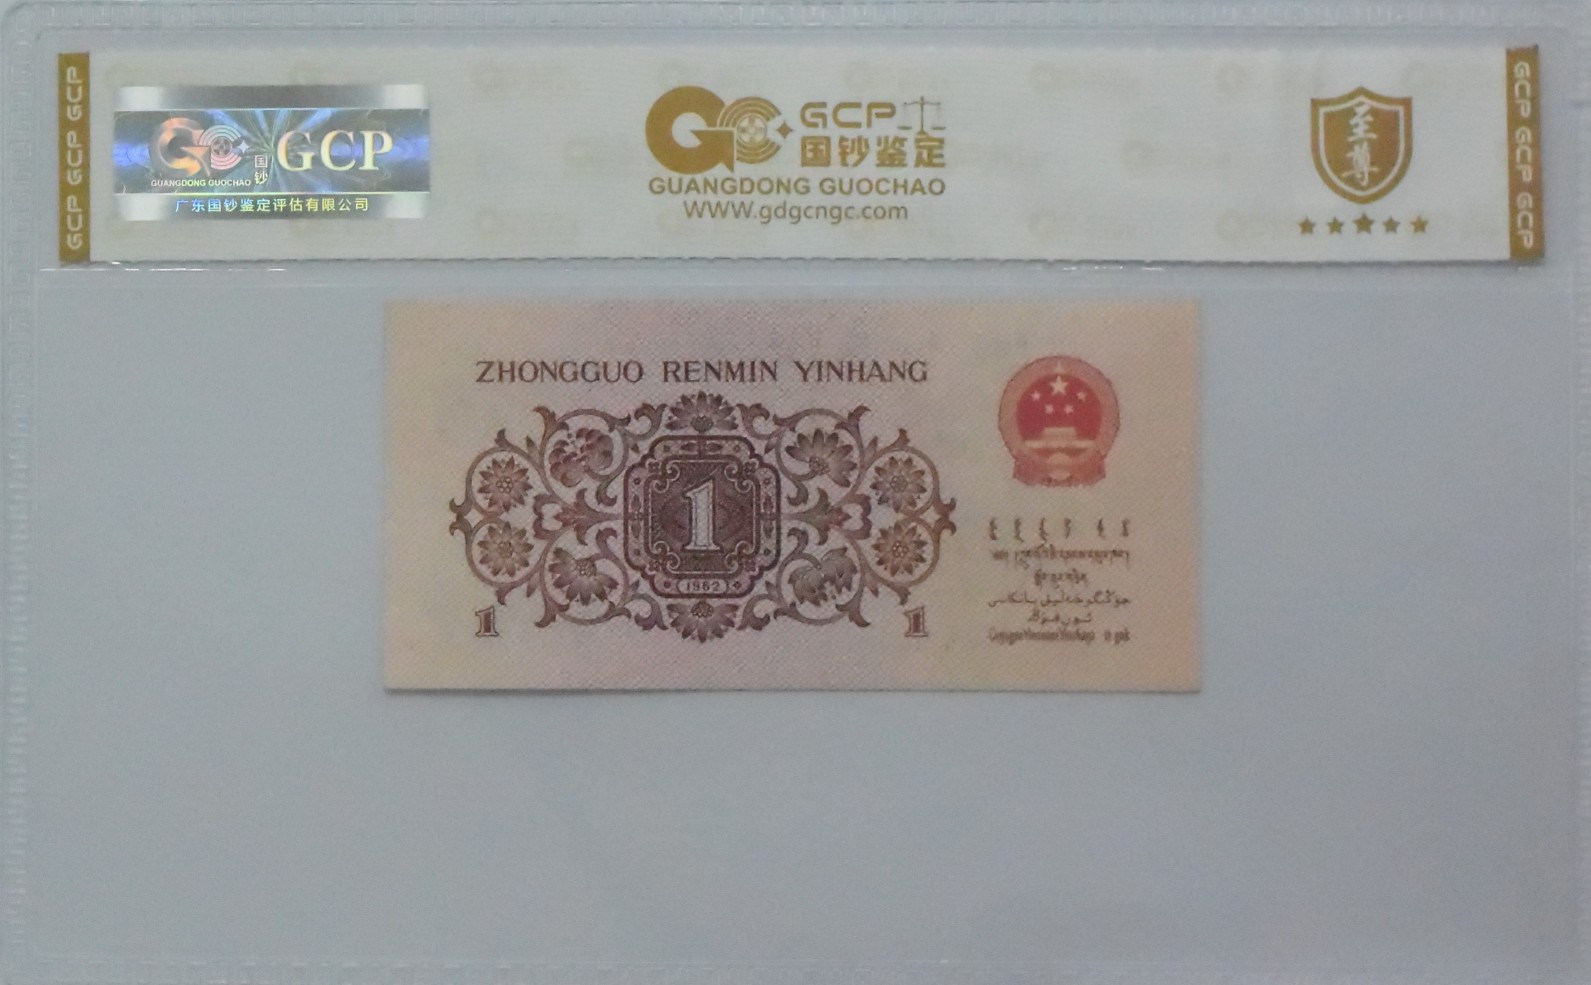 GCP GCP GCP
国钞
GCP
GUANGDONG GUOCHAO
广东国钞鉴定评估有限公司
GCP
国钞鉴定
GUANGDONG GUOCHAO
WWW.gdgcngc.com
至尊
GCP GCP GCP
ZHONGGUO RENMIN YINHANG
1
(1962)
1
1